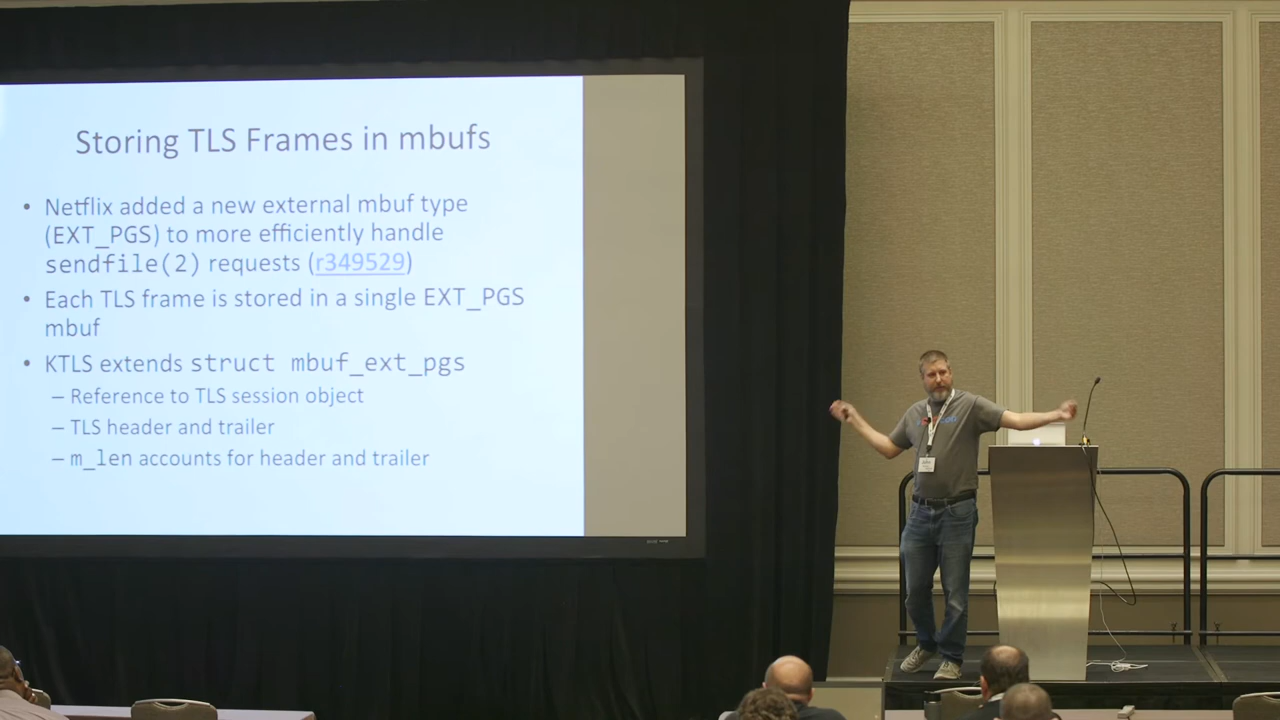 Storing TLS Frames in mbufs
• Netflix added a new external mbuf type
(EXT_PGS) to more efficiently handle
sendfile(2) requests (r349529)
• Each TLS frame is stored in a single EXT_PGS
mbuf
• KTLS extends struct mbuf_ext_pgs
– Reference to TLS session object
– TLS header and trailer
– m_len accounts for header and trailer